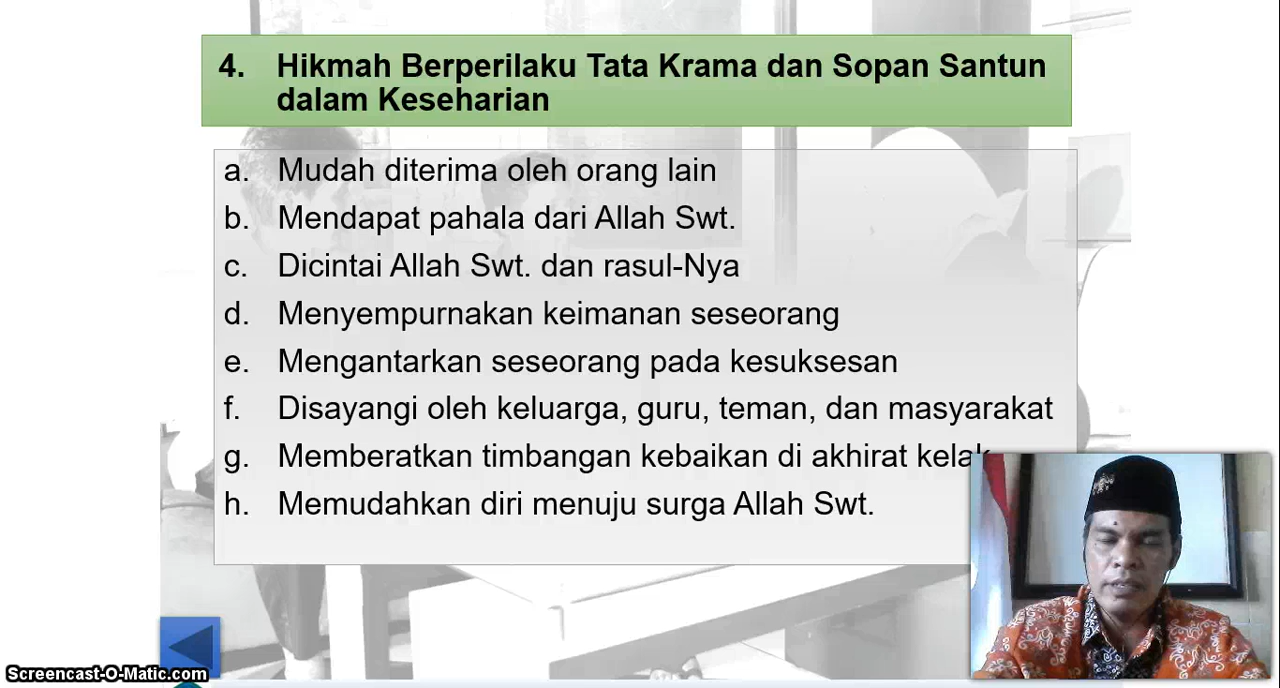 4. Hikmah Berperilaku Tata Krama dan Sopan Santun
dalam Keseharian
a. Mudah diterima oleh orang lain
b. Mendapat pahala dari Allah Swt.
c. Dicintai Allah Swt. dan rasul-Nya
d. Menyempurnakan keimanan seseorang
e. Mengantarkan seseorang pada kesuksesan
f. Disayangi oleh keluarga, guru, teman, dan masyarakat
g. Memberatkan timbangan kebaikan di akhirat kelak
h. Memudahkan diri menuju surga Allah Swt.
Screencast-O-Matic.com